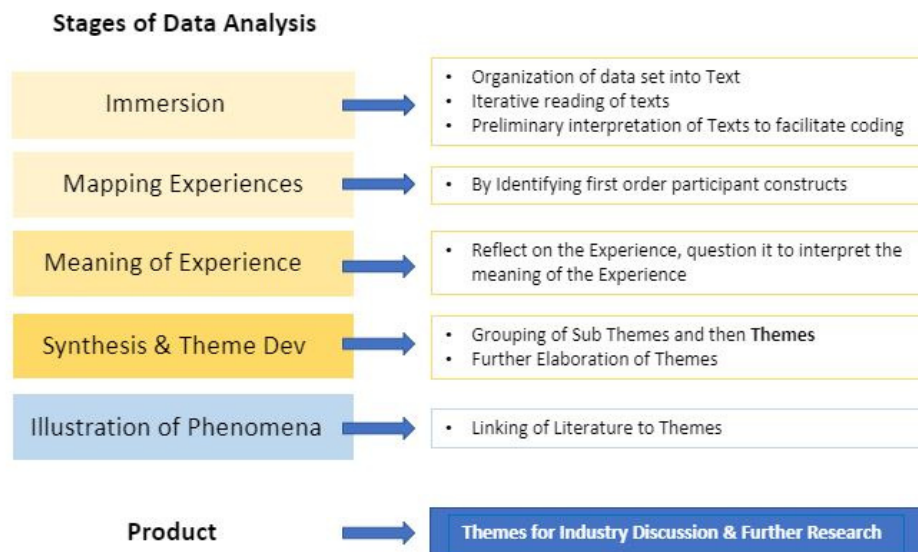 Stages of Data Analysis
Immersion
• Organization of data set into Text
• Iterative reading of texts
• Preliminary interpretation of Texts to facilitate coding
Mapping Experiences
• By Identifying first order participant constructs
Meaning of Experience
• Reflect on the Experience, question it to interpret the
meaning of the Experience
Synthesis & Theme Dev
• Grouping of Sub Themes and then Themes
• Further Elaboration of Themes
Illustration of Phenomena
• Linking of Literature to Themes
Product
Themes for Industry Discussion & Further Research